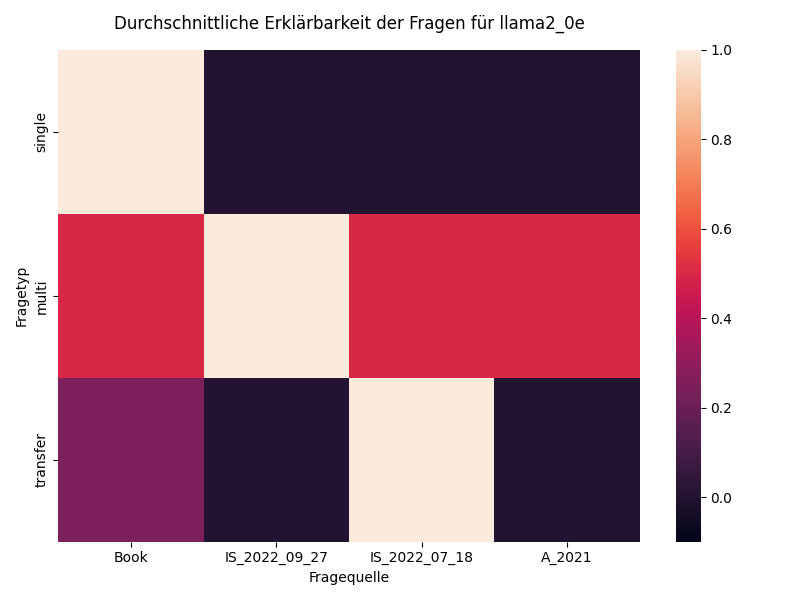 Durchschnittliche Erklärbarkeit der Fragen für llama2_0e
Fragetyp
single
multi
transfer
Book
IS_2022_09_27
IS_2022_07_18
A_2021
Fragequelle
1.0
0.8
0.6
0.4
0.2
0.0